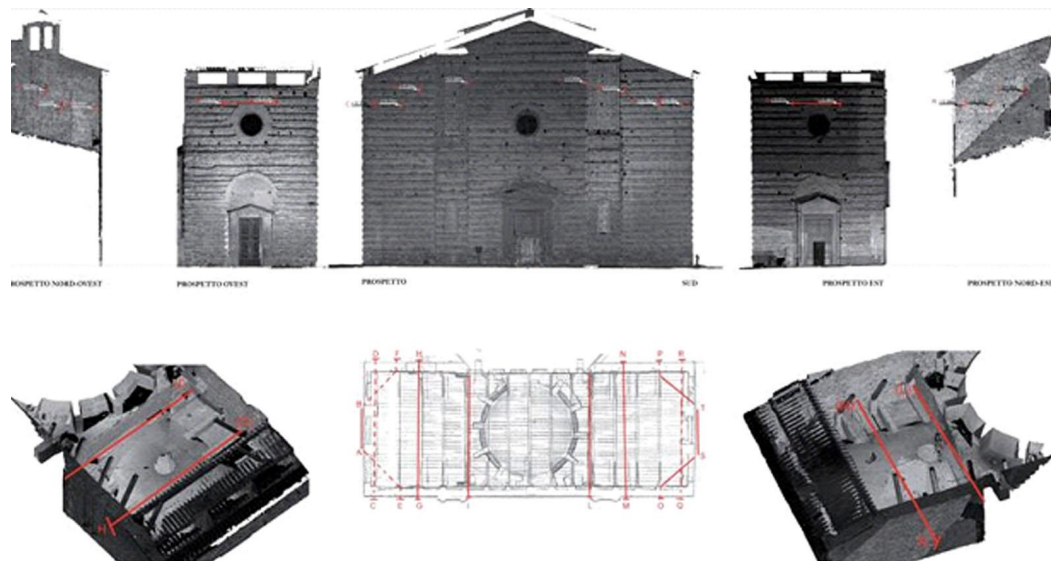 ROSPETTO NORD-OVEST
PROSPETTO OVEST
PROSPETTO
SUD
PROSPETTO EST
PROSPETTO NORD-ES
D F H N P R
B
T
A
S
C E G I L M O Q
H